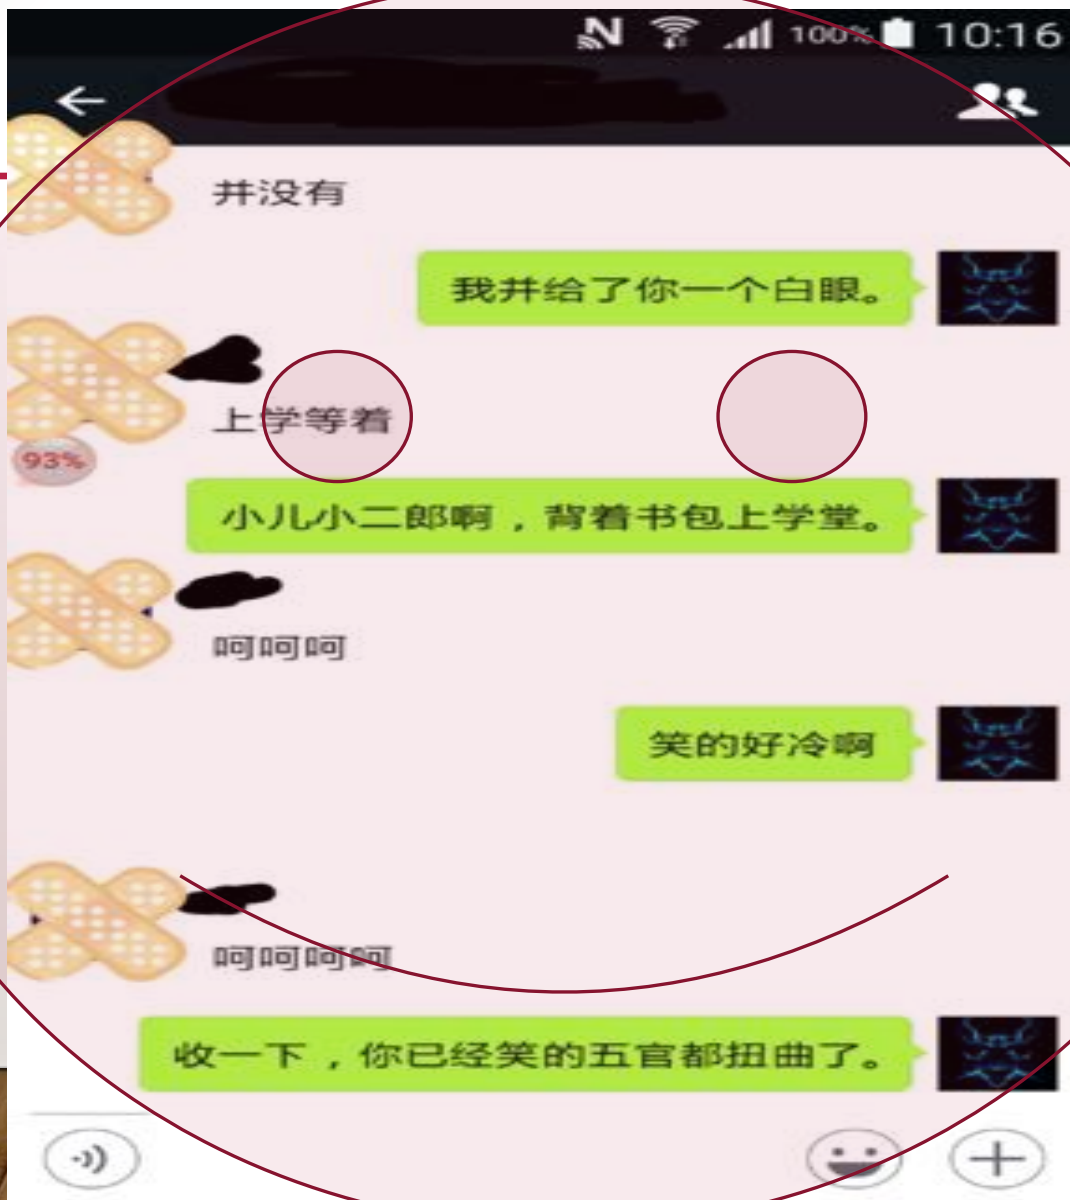 N 100% 10:16
并没有
我并给了你一个白眼。
上学等着
93%
小儿小二郎啊，背着书包上学堂。
呵呵呵
笑的好冷啊
呵呵呵呵
收一下，你已经笑的五官都扭曲了。